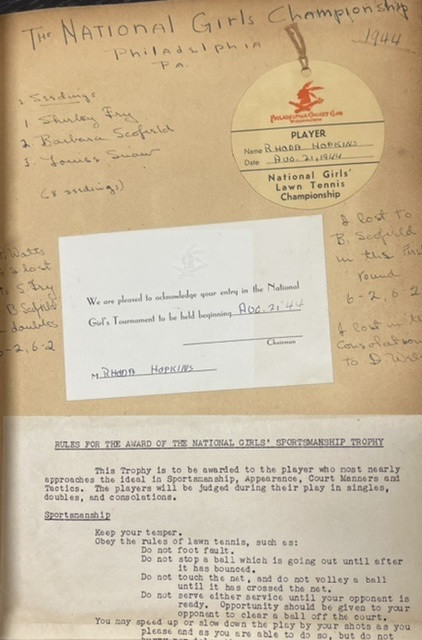 The NATIONAL Girls Championship
Philadelphia
PA.
1944
Seedings
1. Shirley Fry
2. Barbara Scofield
3. Louise Snow
(8 seedings)
PHILADELPHIA CRICKET CLUB
PLAYER
Name RHODA HOPKINS
Date AUG. 21, 1944
National Girls'
Lawn Tennis
Championship
Watts
lost
S. Fry
B Scofield
doubles
6-2, 6-2
We are pleased to acknowledge your entry in the National
Girl's Tournament to be held beginning AUG. 21 '44
Chairman
M. RHODA HOPKINS
I lost to
B. Scofield
in the first
round
6-2, 6-2
I lost in the
Consolation
to D.
RULES FOR THE AWARD OF THE NATIONAL GIRLS' SPORTSMANSHIP TROPHY
This Trophy is to be awarded to the player who most nearly
approaches the ideal in Sportsmanship, Appearance, Court Manners and
Tactics. The players will be judged during their play in singles,
doubles, and consolations.
Sportsmanship
Keep your temper.
Obey the rules of lawn tennis, such as:
Do not foot fault.
Do not stop a ball which is going out until after
it has bounced.
Do not touch the net, and do not volley a ball
until it has crossed the net.
Do not serve either service until your opponent is
ready. Opportunity should be given to your
opponent to clear a ball off the court.
You may speed up or slow down the play by your shots as you
please and as you are able to do so, but do not